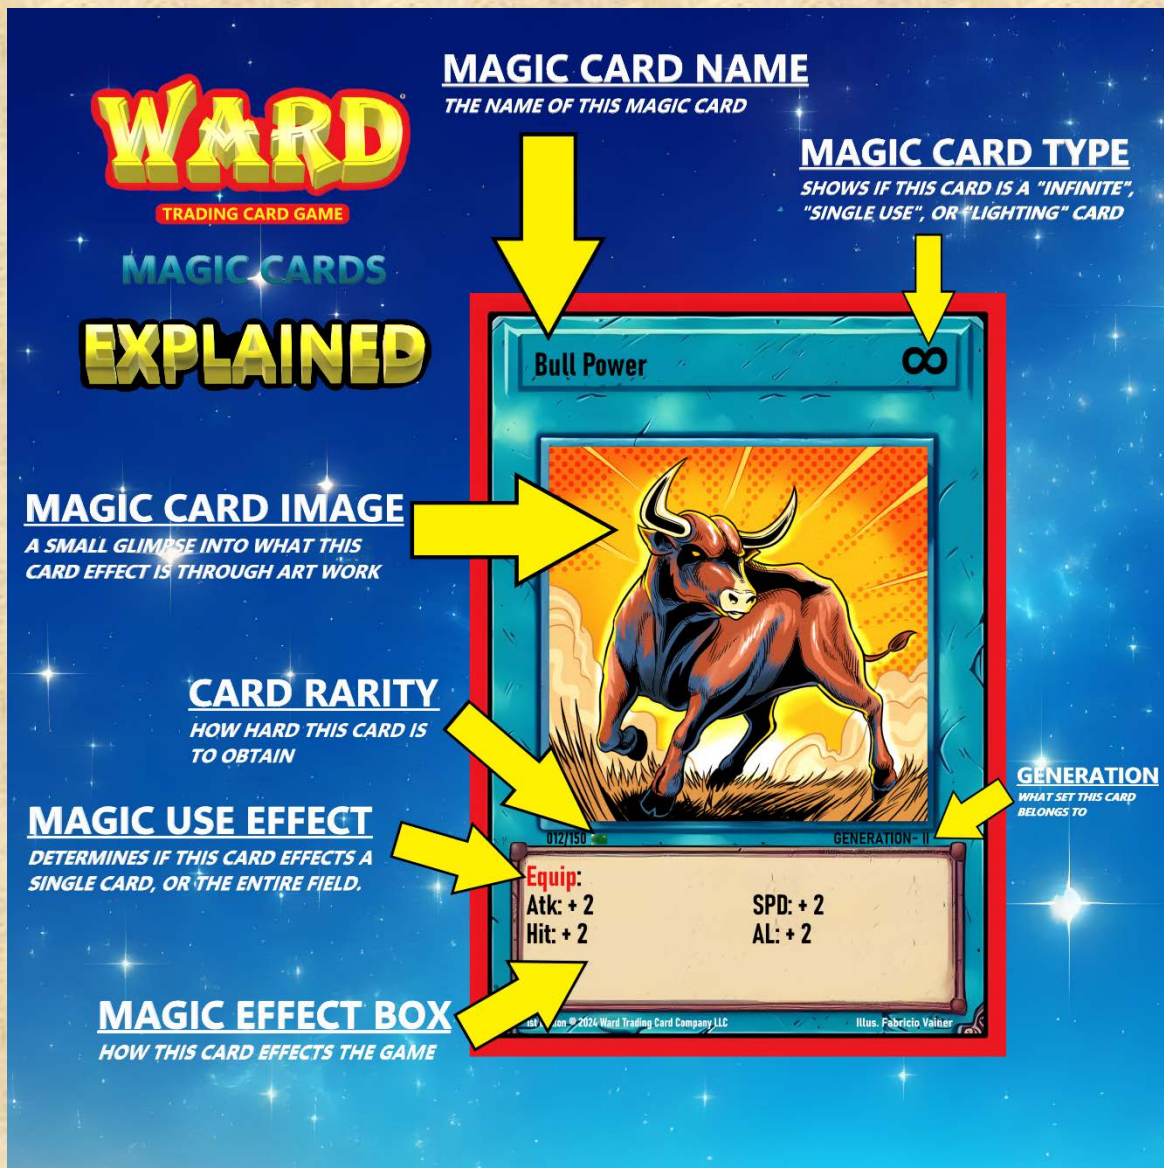 WARD
TRADING CARD GAME
MAGIC CARDS
EXPLAINED
MAGIC CARD NAME
THE NAME OF THIS MAGIC CARD
MAGIC CARD TYPE
SHOWS IF THIS CARD IS A "INFINITE",
"SINGLE USE", OR "LIGHTING" CARD
Bull Power
∞
MAGIC CARD IMAGE
A SMALL GLIMPSE INTO WHAT THIS
CARD EFFECT IS THROUGH ART WORK
CARD RARITY
HOW HARD THIS CARD IS
TO OBTAIN
GENERATION
WHAT SET THIS CARD
BELONGS TO
MAGIC USE EFFECT
DETERMINES IF THIS CARD EFFECTS A
SINGLE CARD, OR THE ENTIRE FIELD.
012/150
GENERATION- II
Equip:
Atk: + 2 SPD: + 2
Hit: + 2 AL: + 2
MAGIC EFFECT BOX
HOW THIS CARD EFFECTS THE GAME
© 2024 Ward Trading Card Company LLC
Illus. Fabricio Vainer